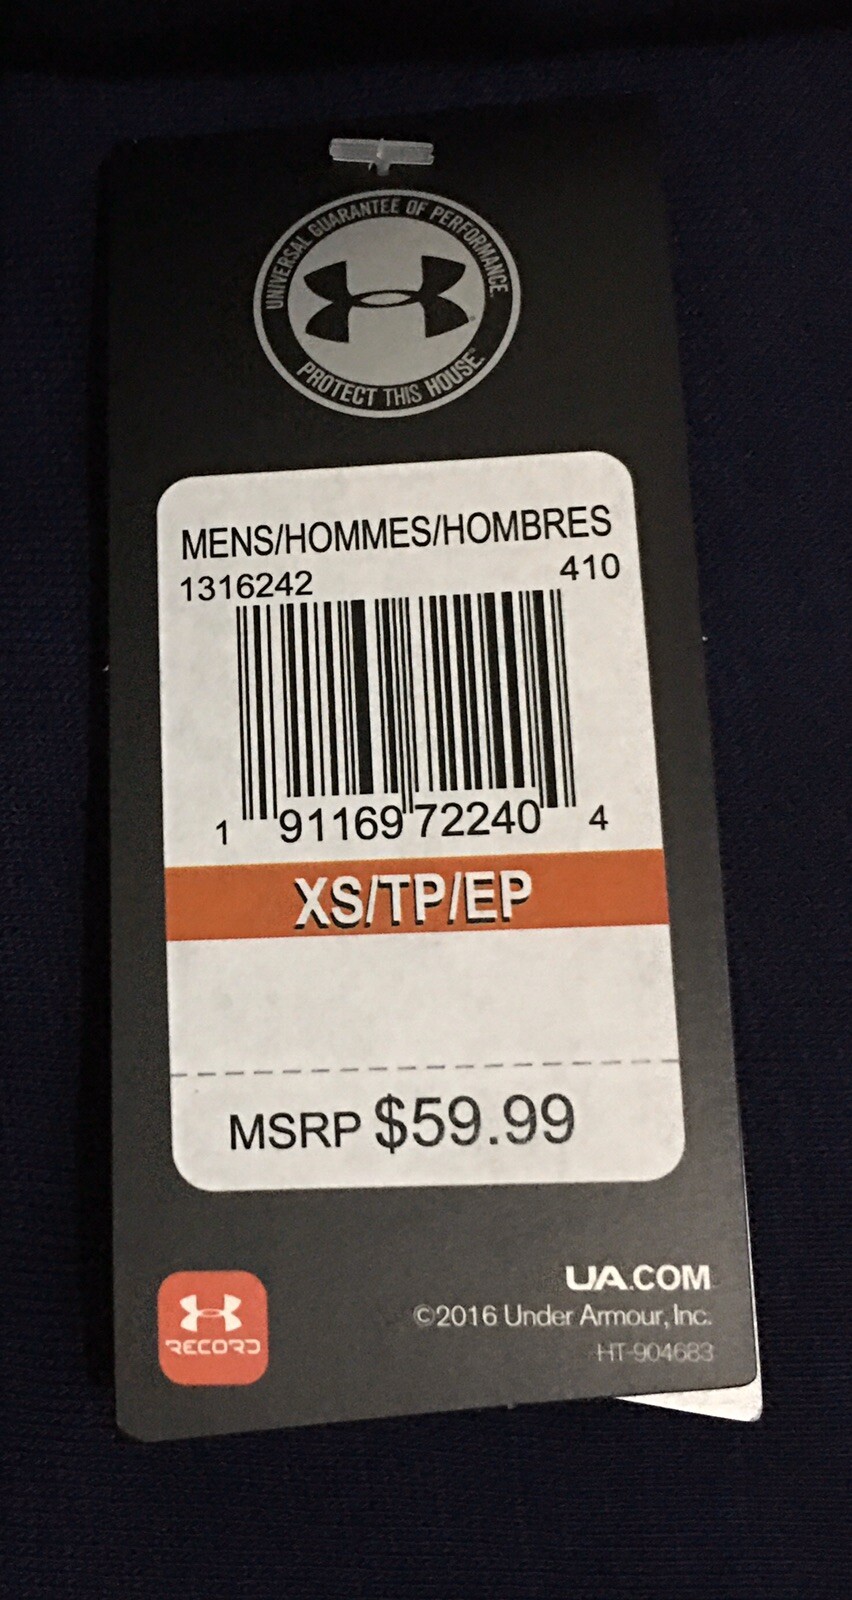 UNIVERSAL GUARANTEE OF PERFORMANCE.
PROTECT THIS HOUSE.™
MENS/HOMMES/HOMBRES
1316242 410
1 91169 72240 4
XS/TP/EP
MSRP $59.99
RECORD
UA.COM
©2016 Under Armour, Inc.
HT-904683